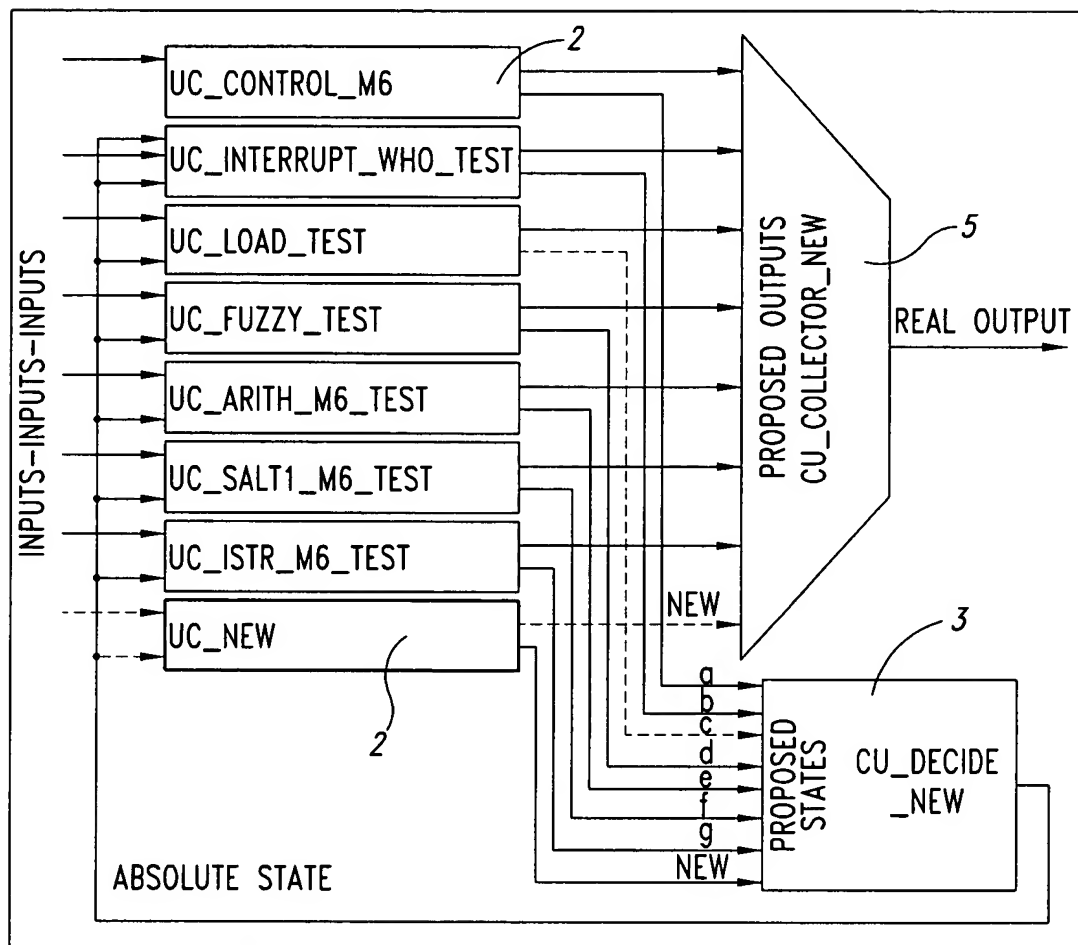 2
UC_CONTROL_M6
UC_INTERRUPT_WHO_TEST
UC_LOAD_TEST
UC_FUZZY_TEST
UC_ARITH_M6_TEST
UC_SALT1_M6_TEST
UC_ISTR_M6_TEST
UC_NEW
2
INPUTS-INPUTS-INPUTS
PROPOSED OUTPUTS
CU_COLLECTOR_NEW
5
REAL OUTPUT
NEW
a
b
c
d
e
f
g
NEW
3
PROPOSED
STATES
CU_DECIDE
_NEW
ABSOLUTE STATE